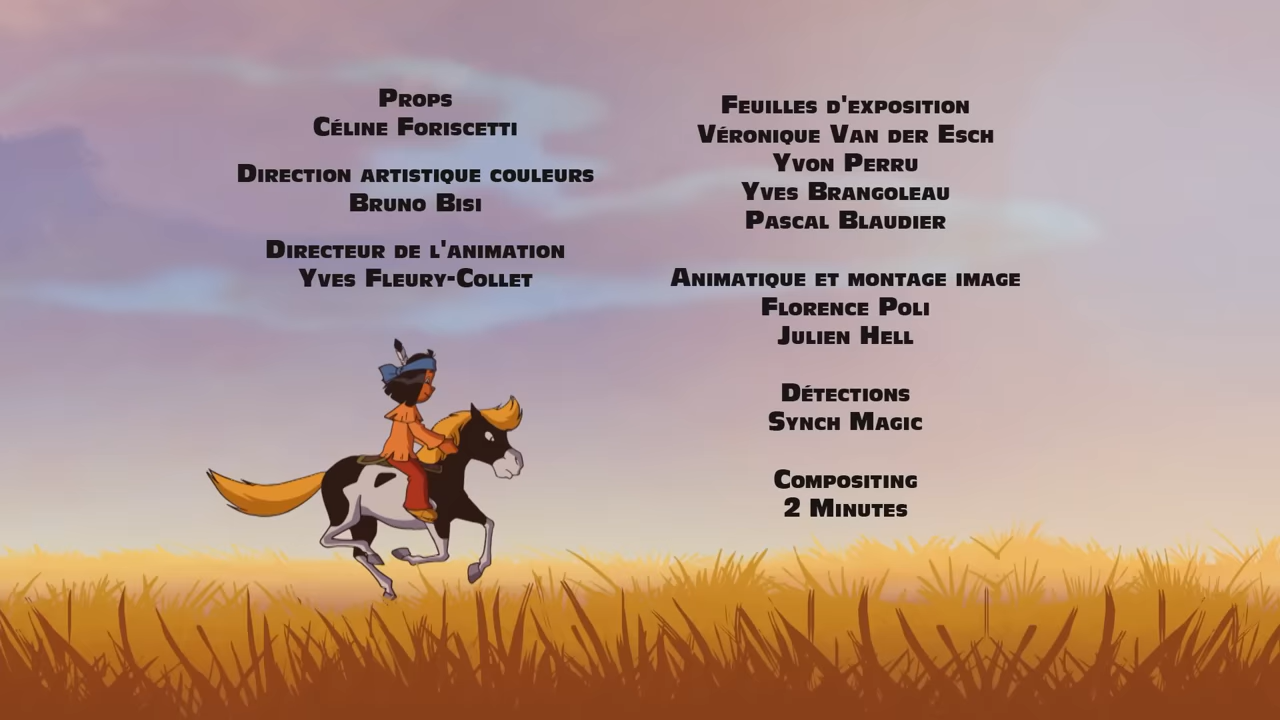 Props
Céline Foriscetti
Direction artistique couleurs
Bruno Bisi
Directeur de l'animation
Yves Fleury-Collet
Feuilles d'exposition
Véronique Van der Esch
Yvon Perru
Yves Brangoleau
Pascal Blaudier
Animatique et montage image
Florence Poli
Julien Hell
Détections
Synch Magic
Compositing
2 Minutes